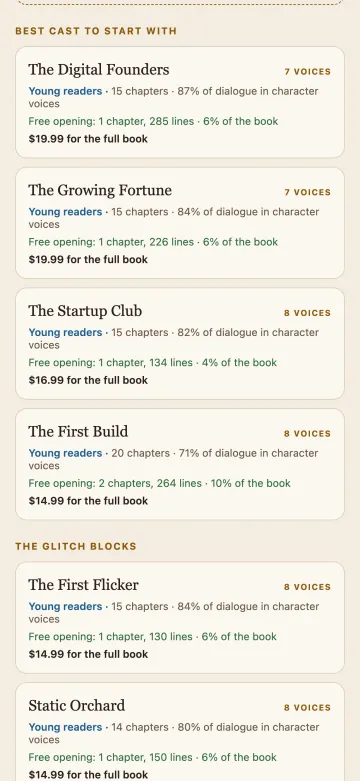 BEST CAST TO START WITH
The Digital Founders
7 VOICES
Young readers · 15 chapters · 87% of dialogue in character
voices
Free opening: 1 chapter, 285 lines · 6% of the book
$19.99 for the full book
The Growing Fortune
7 VOICES
Young readers · 15 chapters · 84% of dialogue in character
voices
Free opening: 1 chapter, 226 lines · 6% of the book
$19.99 for the full book
The Startup Club
8 VOICES
Young readers · 15 chapters · 82% of dialogue in character
voices
Free opening: 1 chapter, 134 lines · 4% of the book
$16.99 for the full book
The First Build
8 VOICES
Young readers · 20 chapters · 71% of dialogue in character
voices
Free opening: 2 chapters, 264 lines · 10% of the book
$14.99 for the full book
THE GLITCH BLOCKS
The First Flicker
8 VOICES
Young readers · 15 chapters · 84% of dialogue in character
voices
Free opening: 1 chapter, 130 lines · 6% of the book
$14.99 for the full book
Static Orchard
8 VOICES
Young readers · 14 chapters · 80% of dialogue in character
voices
Free opening: 1 chapter, 150 lines · 6% of the book
$14.99 for the full book